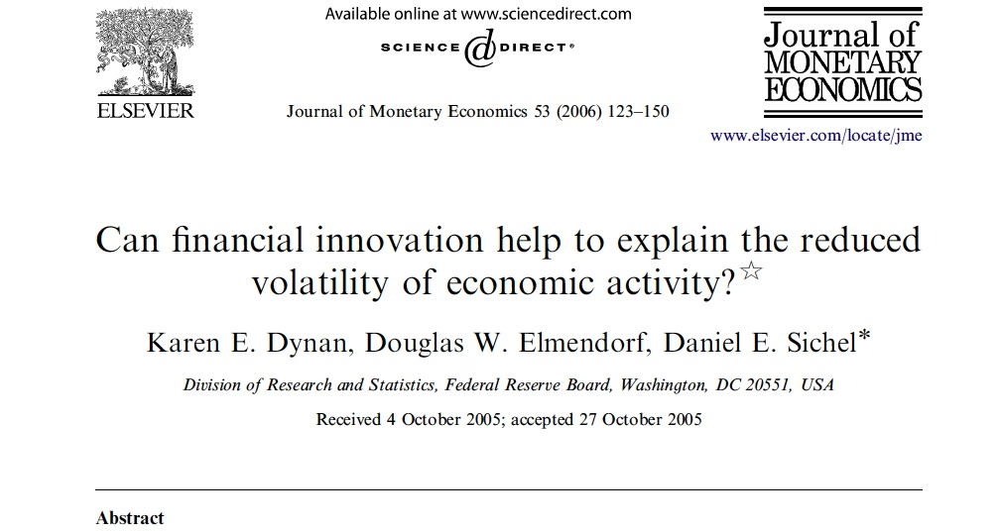 Available online at www.sciencedirect.com
SCIENCE DIRECT®
ELSEVIER
Journal of Monetary Economics 53 (2006) 123–150
Journal of
MONETARY
ECONOMICS
www.elsevier.com/locate/jme
Can financial innovation help to explain the reduced
volatility of economic activity?☆
Karen E. Dynan, Douglas W. Elmendorf, Daniel E. Sichel*
Division of Research and Statistics, Federal Reserve Board, Washington, DC 20551, USA
Received 4 October 2005; accepted 27 October 2005
Abstract